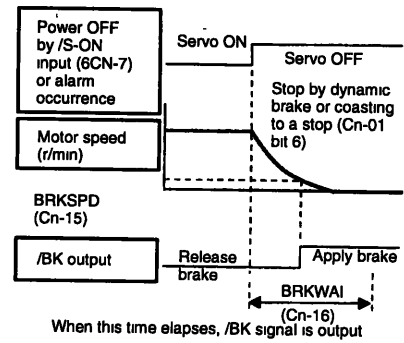 Power OFF
by /S-ON
input (6CN-7)
or alarm
occurrence
Servo ON
Servo OFF
Stop by dynamic
brake or coasting
to a stop (Cn-01
bit 6)
Motor speed
(r/min)
BRKSPD
(Cn-15)
/BK output
Release
brake
Apply brake
BRKWAI
(Cn-16)
When this time elapses, /BK signal is output